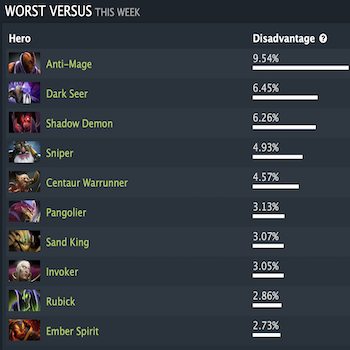 WORST VERSUS THIS WEEK
Hero Disadvantage ?
Anti-Mage 9.54%
Dark Seer 6.45%
Shadow Demon 6.26%
Sniper 4.93%
Centaur Warrunner 4.57%
Pangolier 3.13%
Sand King 3.07%
Invoker 3.05%
Rubick 2.86%
Ember Spirit 2.73%